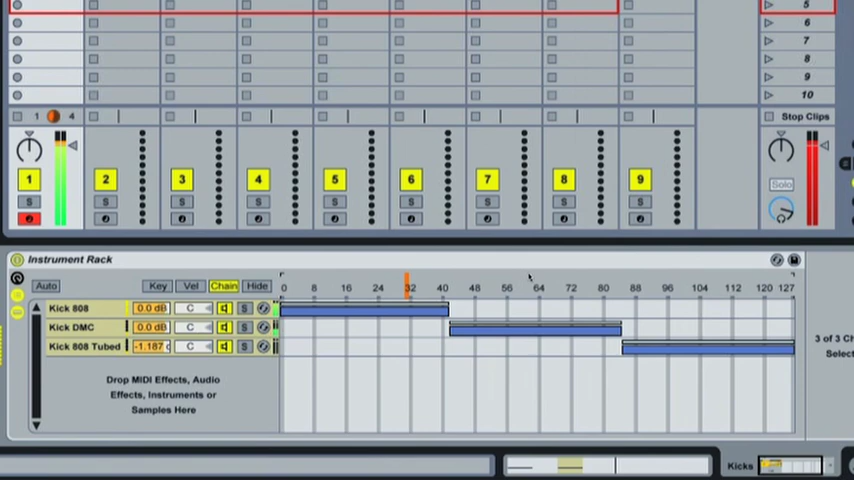 5
6
7
8
9
10
1 4 Stop Clips
1 2 3 4 5 6 7 8 9 Solo
S S S S S S S S S
Instrument Rack
Auto Key Vel Chain Hide 0 8 16 24 32 40 48 56 64 72 80 88 96 104 112 120 127
Kick 808 0.0 dB C S
Kick DMC 0.0 dB C S
Kick 808 Tubed -1.187 C S
3 of 3 Ch
Select
Drop MIDI Effects, Audio
Effects, Instruments or
Samples Here
Kicks